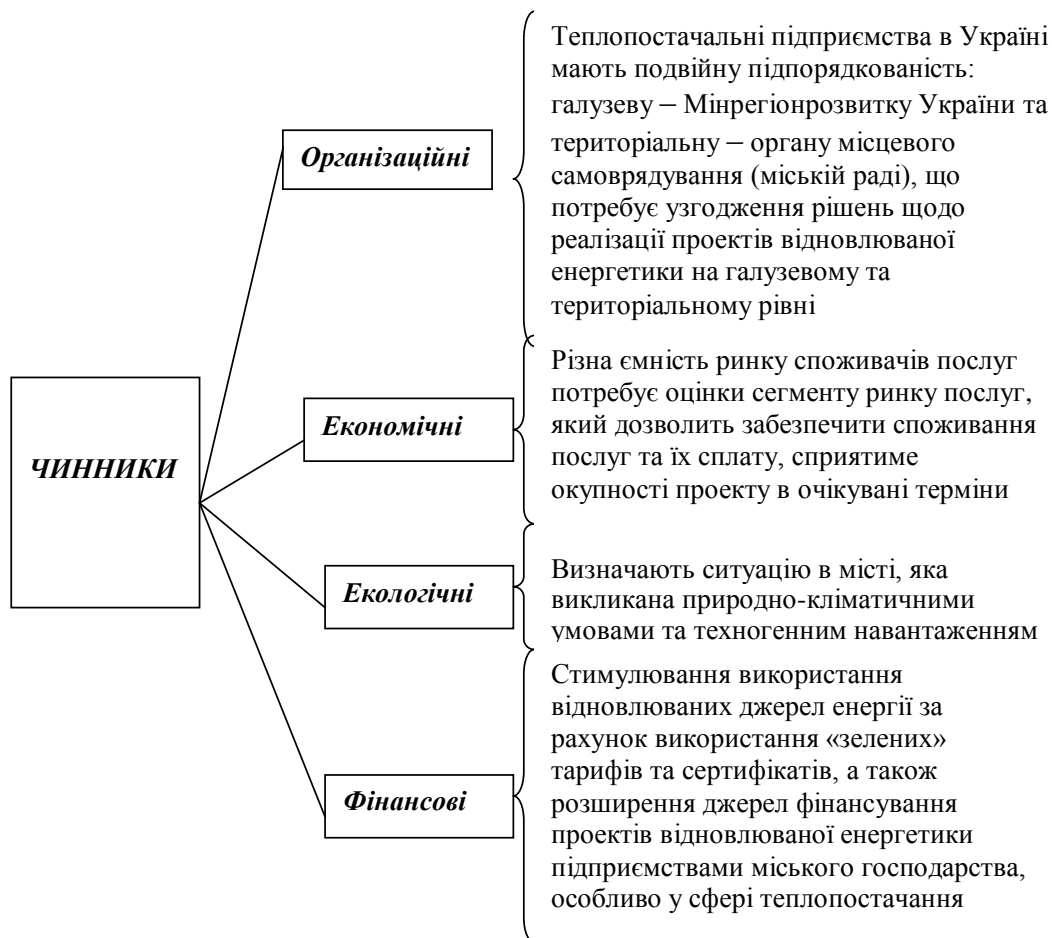 ЧИННИКИ
Організаційні
Теплопостачальні підприємства в Україні
мають подвійну підпорядкованість:
галузеву – Мінрегіонрозвитку України та
територіальну – органу місцевого
самоврядування (міській раді), що
потребує узгодження рішень щодо
реалізації проектів відновлюваної
енергетики на галузевому та
територіальному рівні
Економічні
Різна ємність ринку споживачів послуг
потребує оцінки сегменту ринку послуг,
який дозволить забезпечити споживання
послуг та їх сплату, сприятиме
окупності проекту в очікувані терміни
Екологічні
Визначають ситуацію в місті, яка
викликана природно-кліматичними
умовами та техногенним навантаженням
Фінансові
Стимулювання використання
відновлюваних джерел енергії за
рахунок використання «зелених»
тарифів та сертифікатів, а також
розширення джерел фінансування
проектів відновлюваної енергетики
підприємствами міського господарства,
особливо у сфері теплопостачання